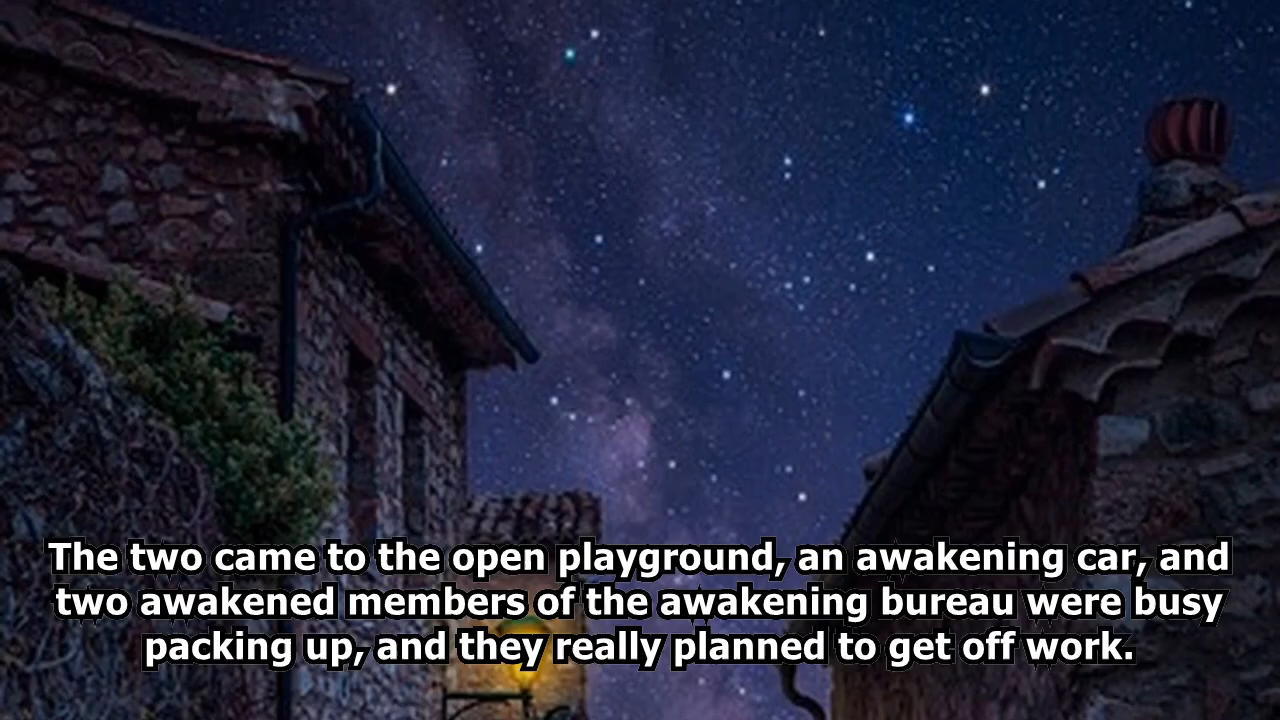 The two came to the open playground, an awakening car, and
two awakened members of the awakening bureau were busy
packing up, and they really planned to get off work.